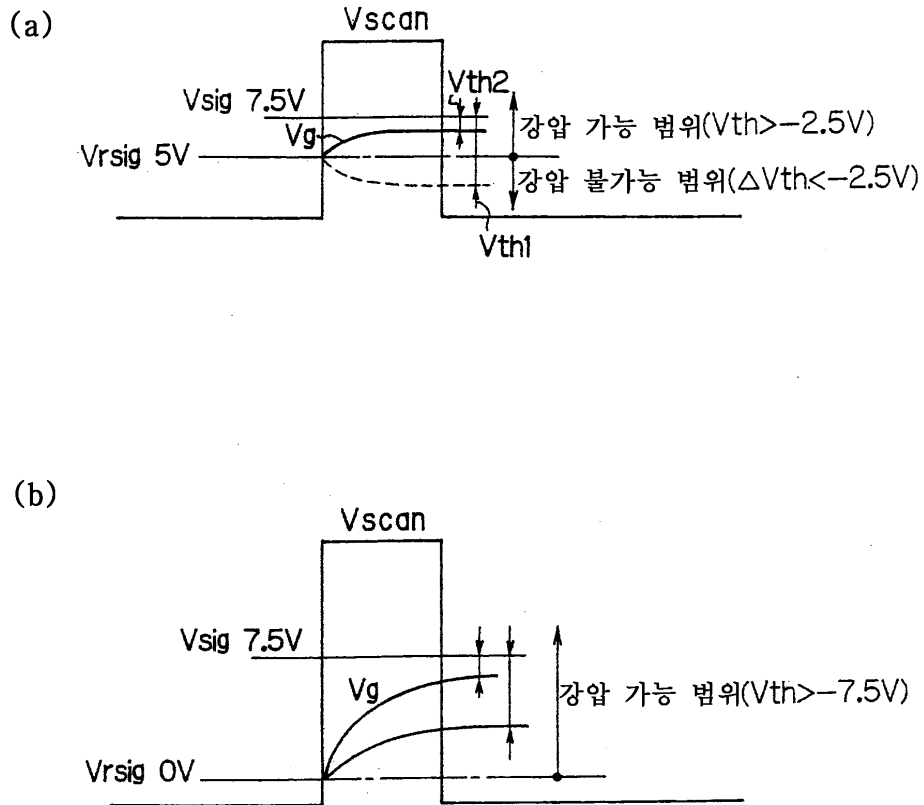 (a)
Vscan
Vth2
Vsig 7.5V
강압 가능 범위(Vth>-2.5V)
Vg
Vrsig 5V
강압 불가능 범위(△Vth<-2.5V)
Vth1
(b)
Vscan
Vsig 7.5V
Vg
강압 가능 범위(Vth>-7.5V)
Vrsig 0V